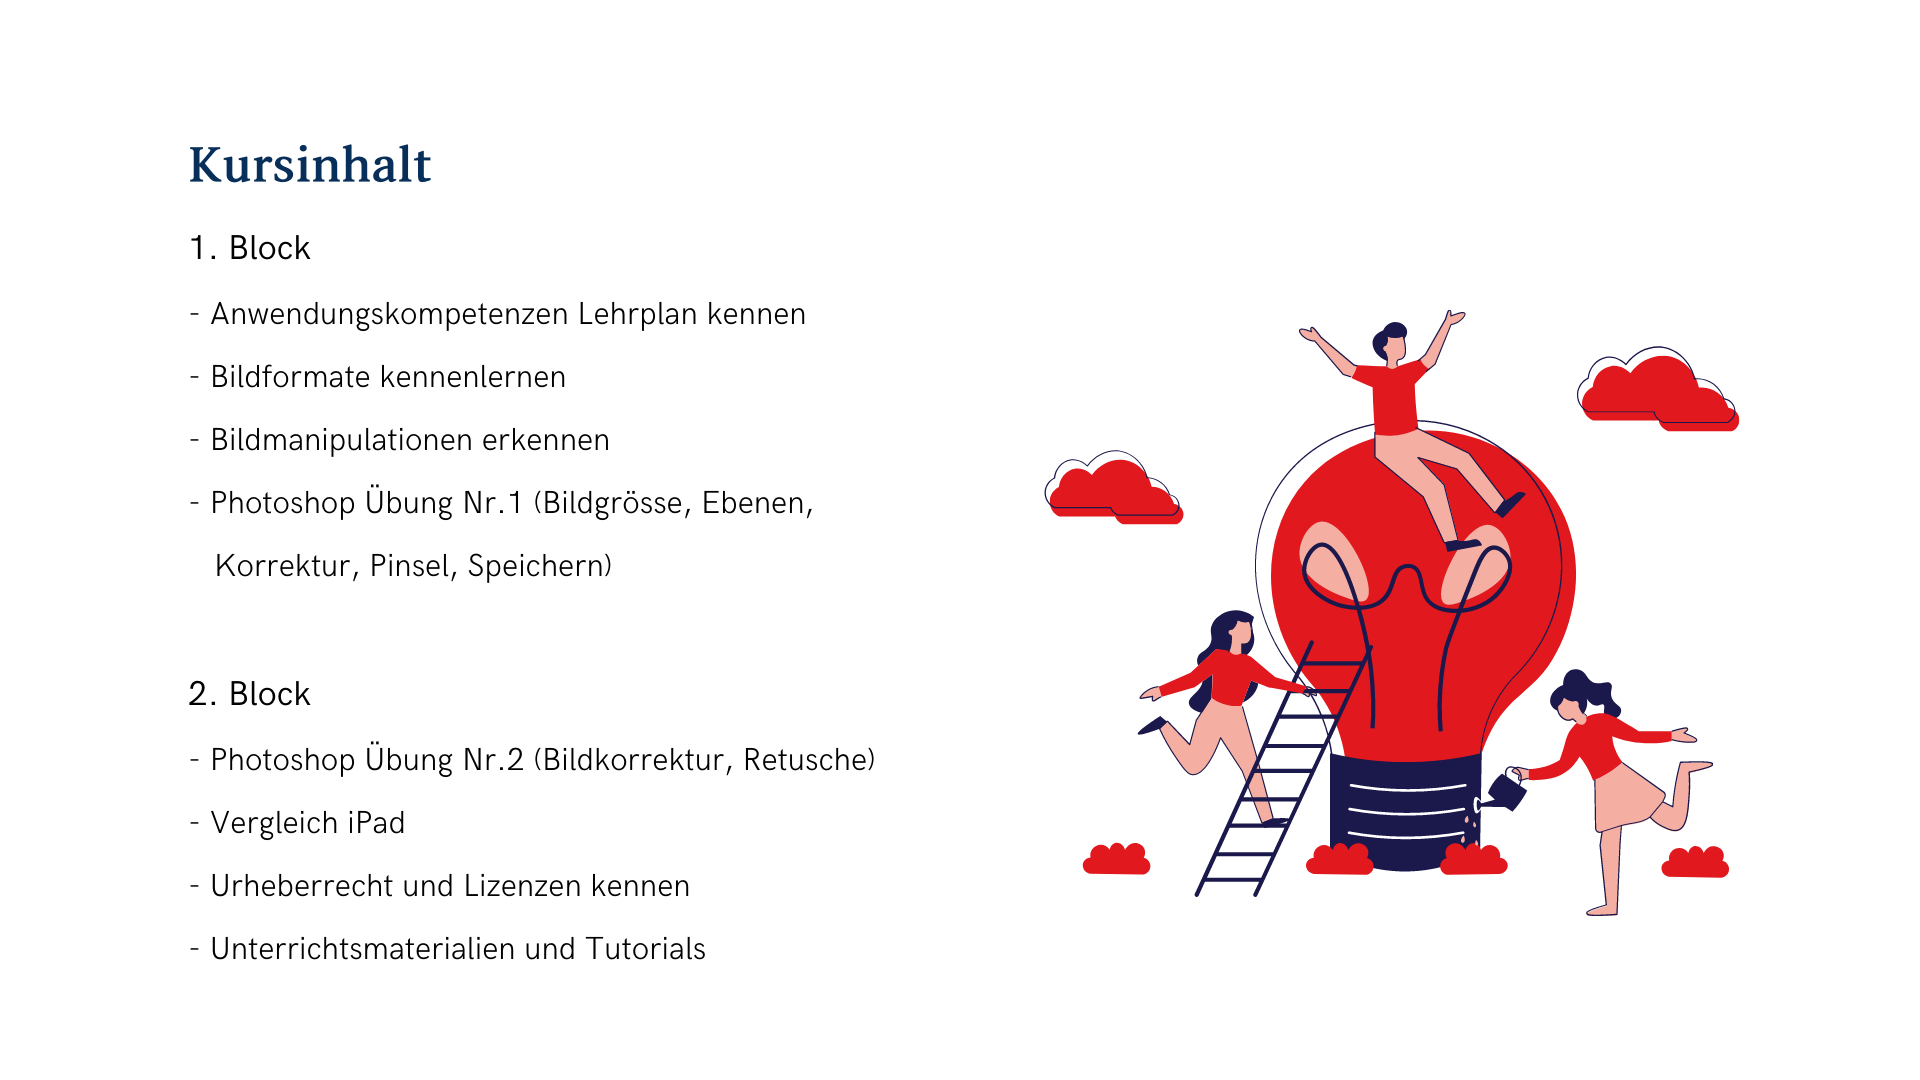 Kursinhalt
1. Block
- Anwendungskompetenzen Lehrplan kennen
- Bildformate kennenlernen
- Bildmanipulationen erkennen
- Photoshop Übung Nr.1 (Bildgrösse, Ebenen,
Korrektur, Pinsel, Speichern)
2. Block
- Photoshop Übung Nr.2 (Bildkorrektur, Retusche)
- Vergleich iPad
- Urheberrecht und Lizenzen kennen
- Unterrichtsmaterialien und Tutorials